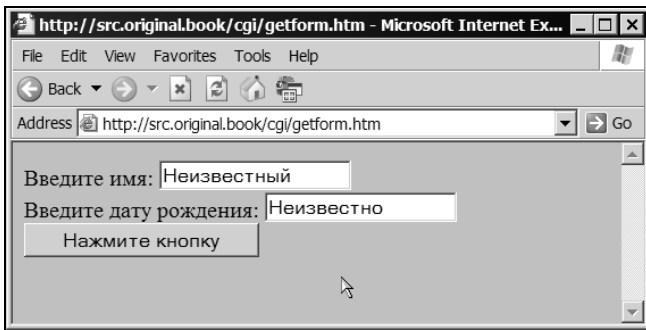 http://src.original.book/cgi/getform.htm - Microsoft Internet Ex...
File Edit View Favorites Tools Help
Back
Address http://src.original.book/cgi/getform.htm Go
Введите имя: Неизвестный
Введите дату рождения: Неизвестно
Нажмите кнопку